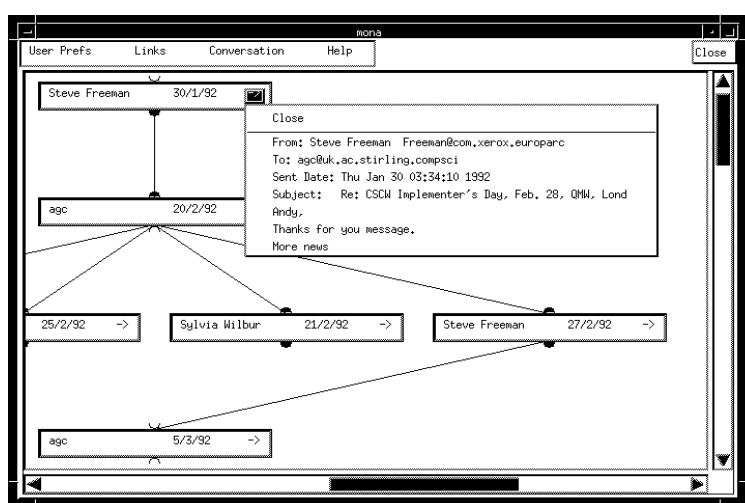 mona
User Prefs Links Conversation Help Close
Steve Freeman 30/1/92
Close
From: Steve Freeman Freeman@com.xerox.europarc
To: agc@uk.ac.stirling.compsci
Sent Date: Thu Jan 30 03:34:10 1992
Subject: Re: CSCW Implementer's Day, Feb. 28, QMW, Lond
Andy,
Thanks for you message.
More news
agc 20/2/92
25/2/92 ->
Sylvia Wilbur 21/2/92 ->
Steve Freeman 27/2/92 ->
agc 5/3/92 ->